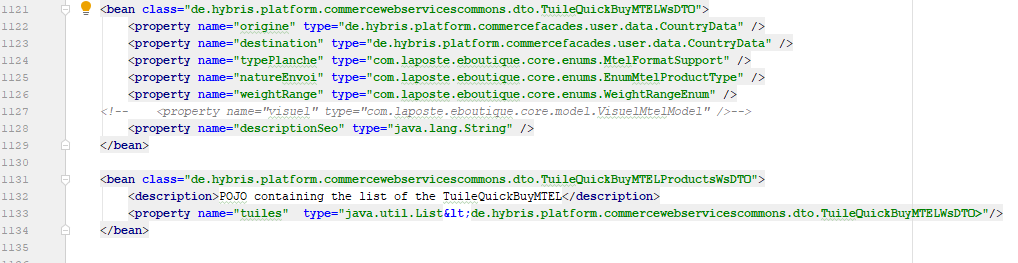 1121 <bean class="de.hybris.platform.commercewebservicescommons.dto.TuileQuickBuyMTELWsDTO">
1122 <property name="origine" type="de.hybris.platform.commercefacades.user.data.CountryData" />
1123 <property name="destination" type="de.hybris.platform.commercefacades.user.data.CountryData" />
1124 <property name="typePlanche" type="com.laposte.eboutique.core.enums.MtelFormatSupport" />
1125 <property name="natureEnvoi" type="com.laposte.eboutique.core.enums.EnumMtelProductType" />
1126 <property name="weightRange" type="com.laposte.eboutique.core.enums.WeightRangeEnum" />
1127 <!-- <property name="visuel" type="com.laposte.eboutique.core.model.VisuelMtelModel" />-->
1128 <property name="descriptionSeo" type="java.lang.String" />
1129 </bean>
1130
1131 <bean class="de.hybris.platform.commercewebservicescommons.dto.TuileQuickBuyMTELProductsWsDTO">
1132 <description>POJO containing the list of the TuileQuickBuyMTEL</description>
1133 <property name="tuiles" type="java.util.List&lt;de.hybris.platform.commercewebservicescommons.dto.TuileQuickBuyMTELWsDTO>"/>
1134 </bean>
1135